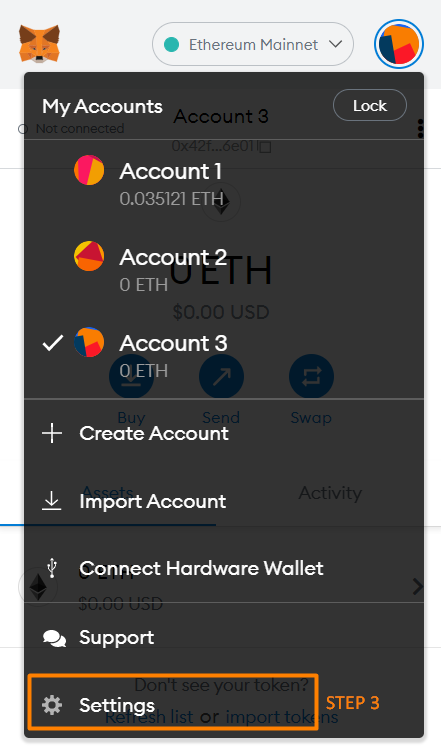 Ethereum Mainnet
My Accounts
Lock
Account 3
Not connected
0x42f...6e01
Account 1
0.035121 ETH
Account 2
0 ETH
0 ETH
$0.00 USD
Account 3
0 ETH
Buy
Send
Swap
Create Account
Assets
Activity
Import Account
Connect Hardware Wallet
0 ETH
$0.00 USD
Support
Don't see your token?
Settings
STEP 3
Refresh list or import tokens